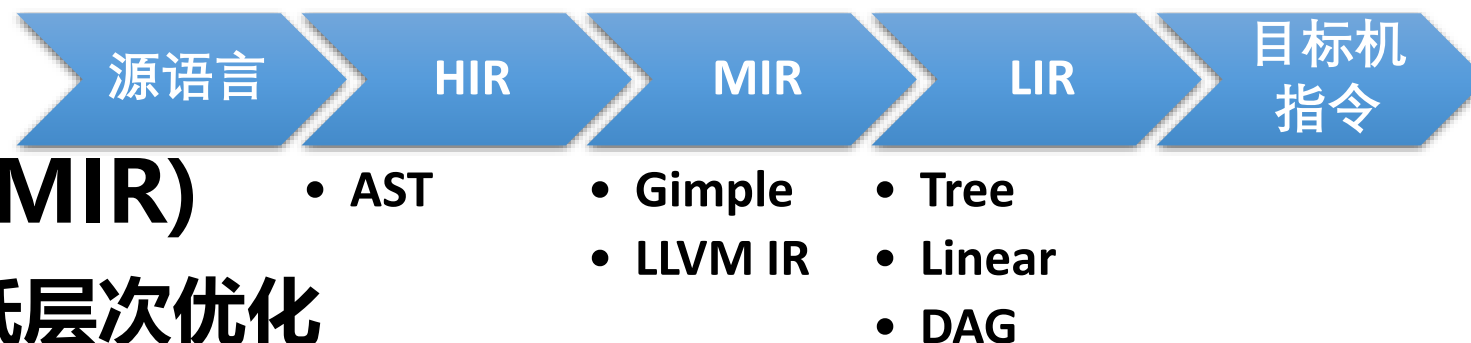 源语言
HIR
MIR
LIR
目标机
指令
MIR)
• AST
• Gimple
• LLVM IR
• Tree
• Linear
• DAG
低层次优化